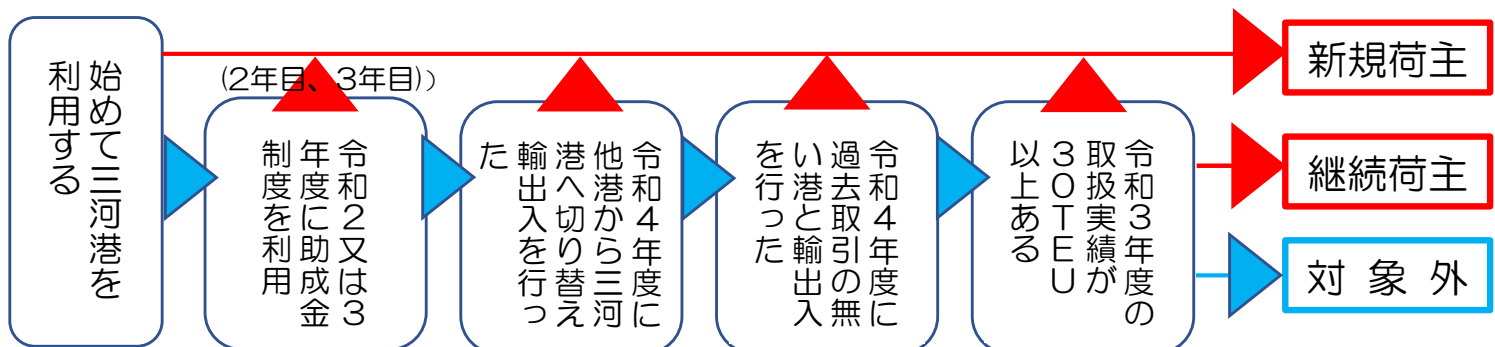 始めて三河港を
利用する
(2年目、3年目))
令和2又は3
年度に助成金
制度を利用
令和4年度に
他港から三河
港へ切り替え
輸出入を行っ
た
令和4年度に
過去取引の無
い港と輸出入
を行った
令和3年度の
取扱実績が
30TEU
以上ある
新規荷主
継続荷主
対象外